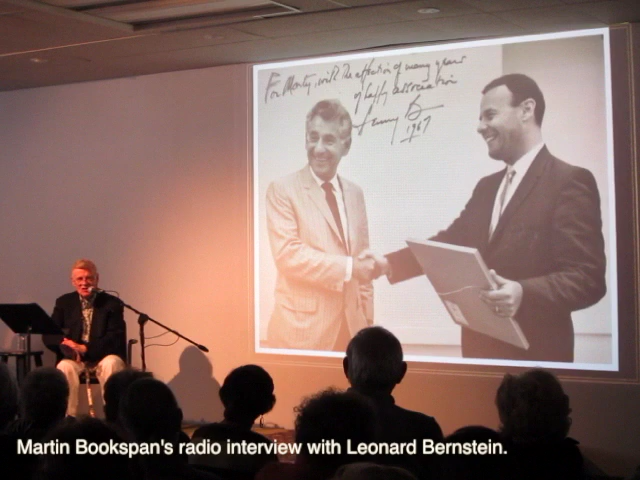 For Morty, with the affection of many years
of happy association
Lenny B
1967
Martin Bookspan's radio interview with Leonard Bernstein.